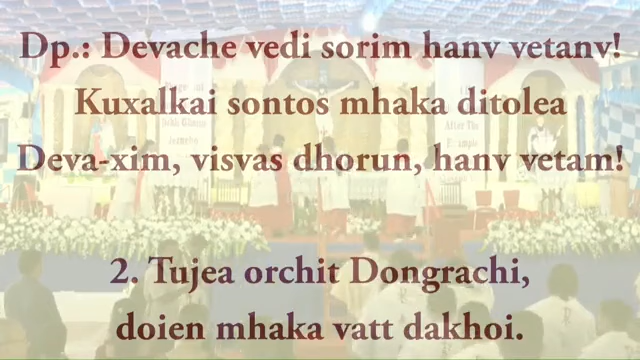 Dp.: Devache vedi sorim hanv vetanv!
Kuxalkai sontos mhaka ditolea
Deva-xim, visvas dhorun, hanv vetam!
2. Tujea orchit Dongrachi,
doien mhaka vatt dakhoi.